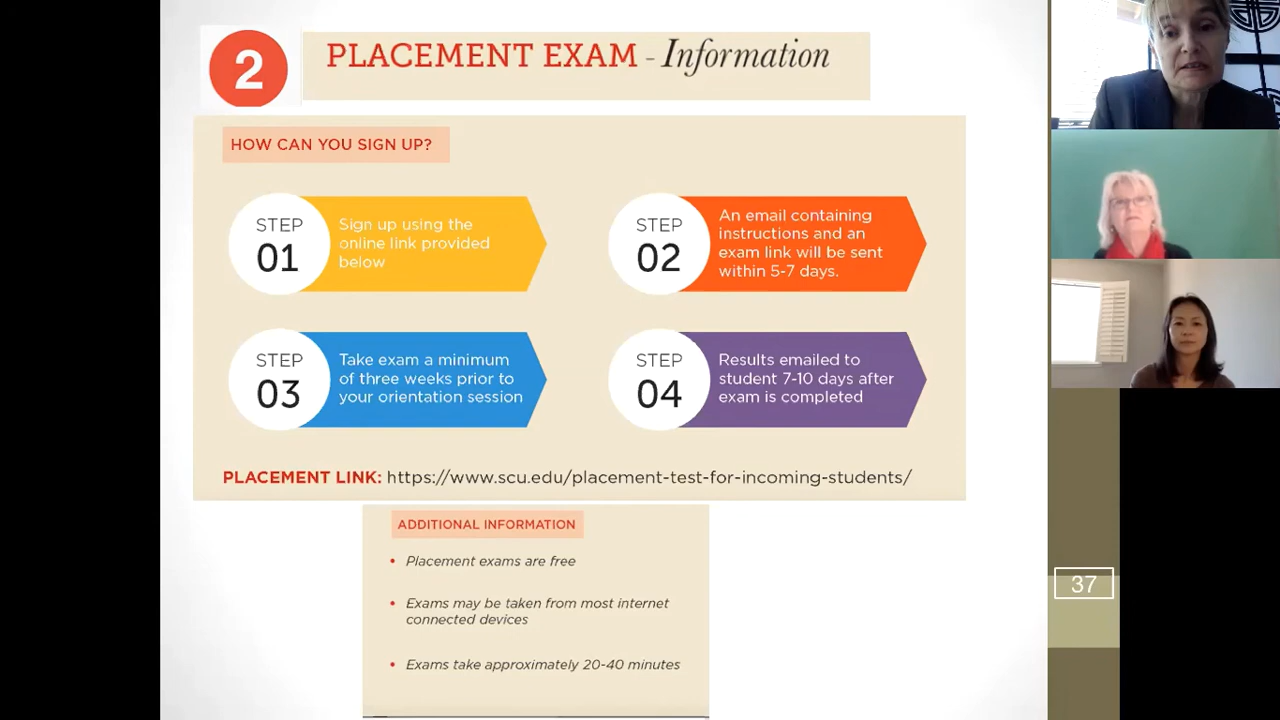 2
PLACEMENT EXAM - Information
HOW CAN YOU SIGN UP?
STEP
01
Sign up using the
online link provided
below
STEP
02
An email containing
instructions and an
exam link will be sent
within 5-7 days.
STEP
03
Take exam a minimum
of three weeks prior to
your orientation session
STEP
04
Results emailed to
student 7-10 days after
exam is completed
PLACEMENT LINK: https://www.scu.edu/placement-test-for-incoming-students/
ADDITIONAL INFORMATION
• Placement exams are free
• Exams may be taken from most internet
connected devices
• Exams take approximately 20-40 minutes
37